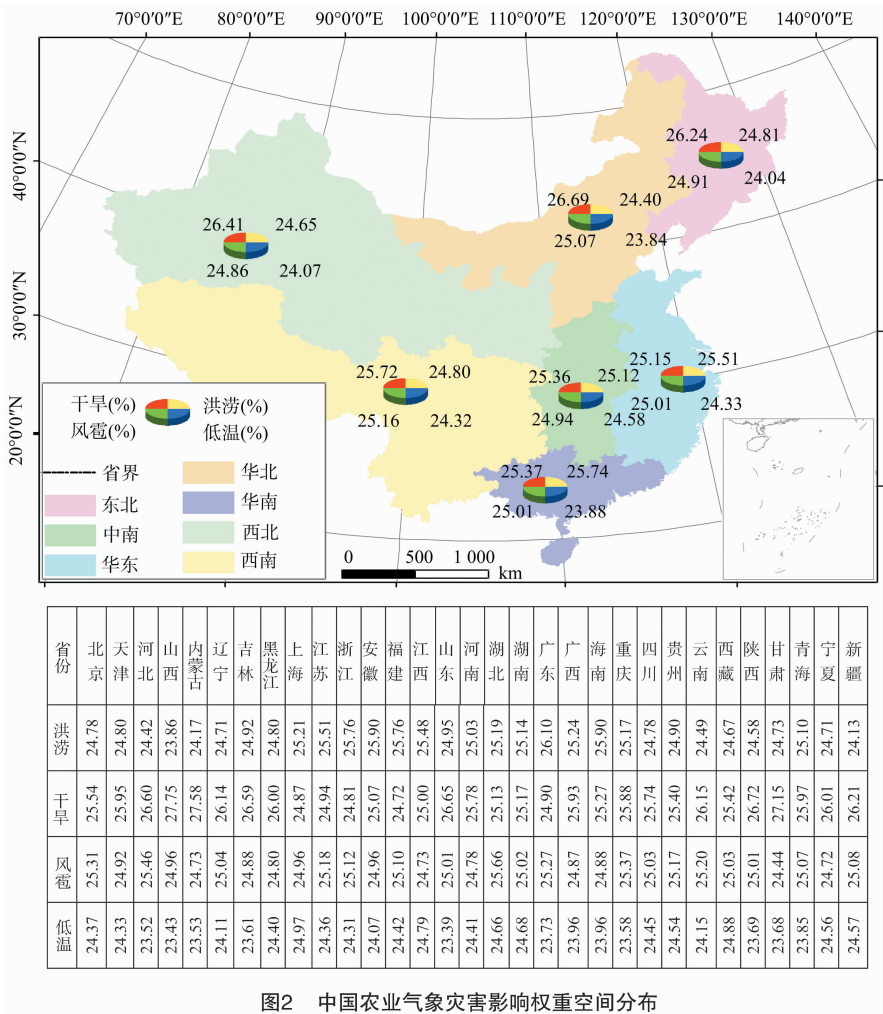 70°0′0″E 80°0′0″E 90°0′0″E 100°0′0″E 110°0′0″E 120°0′0″E 130°0′0″E 140°0′0″E
40°0′0″N
30°0′0″N
20°0′0″N
26.24 24.81
24.91 24.04
26.69 24.40
25.07 23.84
26.41 24.65
24.86 24.07
25.72 24.80
25.16 24.32
25.36 25.12
24.94 24.58
25.15 25.51
25.01 24.33
25.37 25.74
25.01 23.88
干旱(%) 洪涝(%)
风雹(%) 低温(%)
省界 华北
东北 华南
中南 西北
华东 西南
0 500 1 000
km
省份 北京 天津 河北 山西 内蒙古 辽宁 吉林 黑龙江 上海 江苏 浙江 安徽 福建 江西 山东 河南 湖北 湖南 广东 广西 海南 重庆 四川 贵州 云南 西藏 陕西 甘肃 青海 宁夏 新疆
洪涝 24.78 24.80 24.42 23.86 24.17 24.71 24.92 24.80 25.21 25.51 25.76 25.90 25.76 25.48 24.95 25.03 25.19 25.14 26.10 25.24 25.90 25.17 24.78 24.90 24.49 24.67 24.58 24.73 25.10 24.71 24.13
干旱 25.54 25.95 26.60 27.75 27.58 26.14 26.59 26.00 24.87 24.94 24.81 25.07 24.72 25.00 26.65 25.78 25.13 25.17 24.90 25.93 25.27 25.88 25.74 25.40 26.15 25.42 26.72 27.15 25.97 26.01 26.21
风雹 25.31 24.92 25.46 24.96 24.73 25.04 24.88 24.80 24.96 25.18 25.12 24.96 25.10 24.73 25.01 24.78 25.66 25.02 25.27 24.87 24.88 25.37 25.03 25.17 25.20 25.03 25.01 24.44 25.07 24.72 25.08
低温 24.37 24.33 23.52 23.43 23.53 24.11 23.61 24.40 24.97 24.36 24.31 24.07 24.42 24.79 23.39 24.41 24.66 24.68 23.73 23.96 23.96 23.58 24.45 24.54 24.15 24.88 23.69 23.68 23.85 24.56 24.57
图2 中国农业气象灾害影响权重空间分布